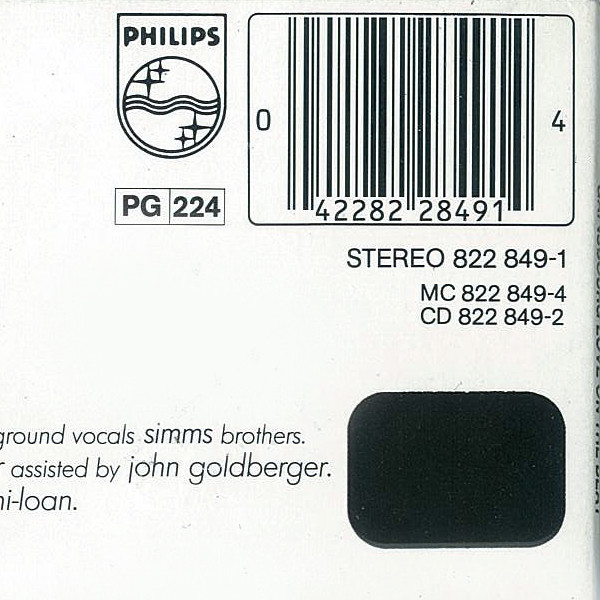 PHILIPS
0 42282 28491 4
PG 224
STEREO 822 849-1
MC 822 849-4
CD 822 849-2
ground vocals simms brothers.
r assisted by john goldberger.
ni-loan.